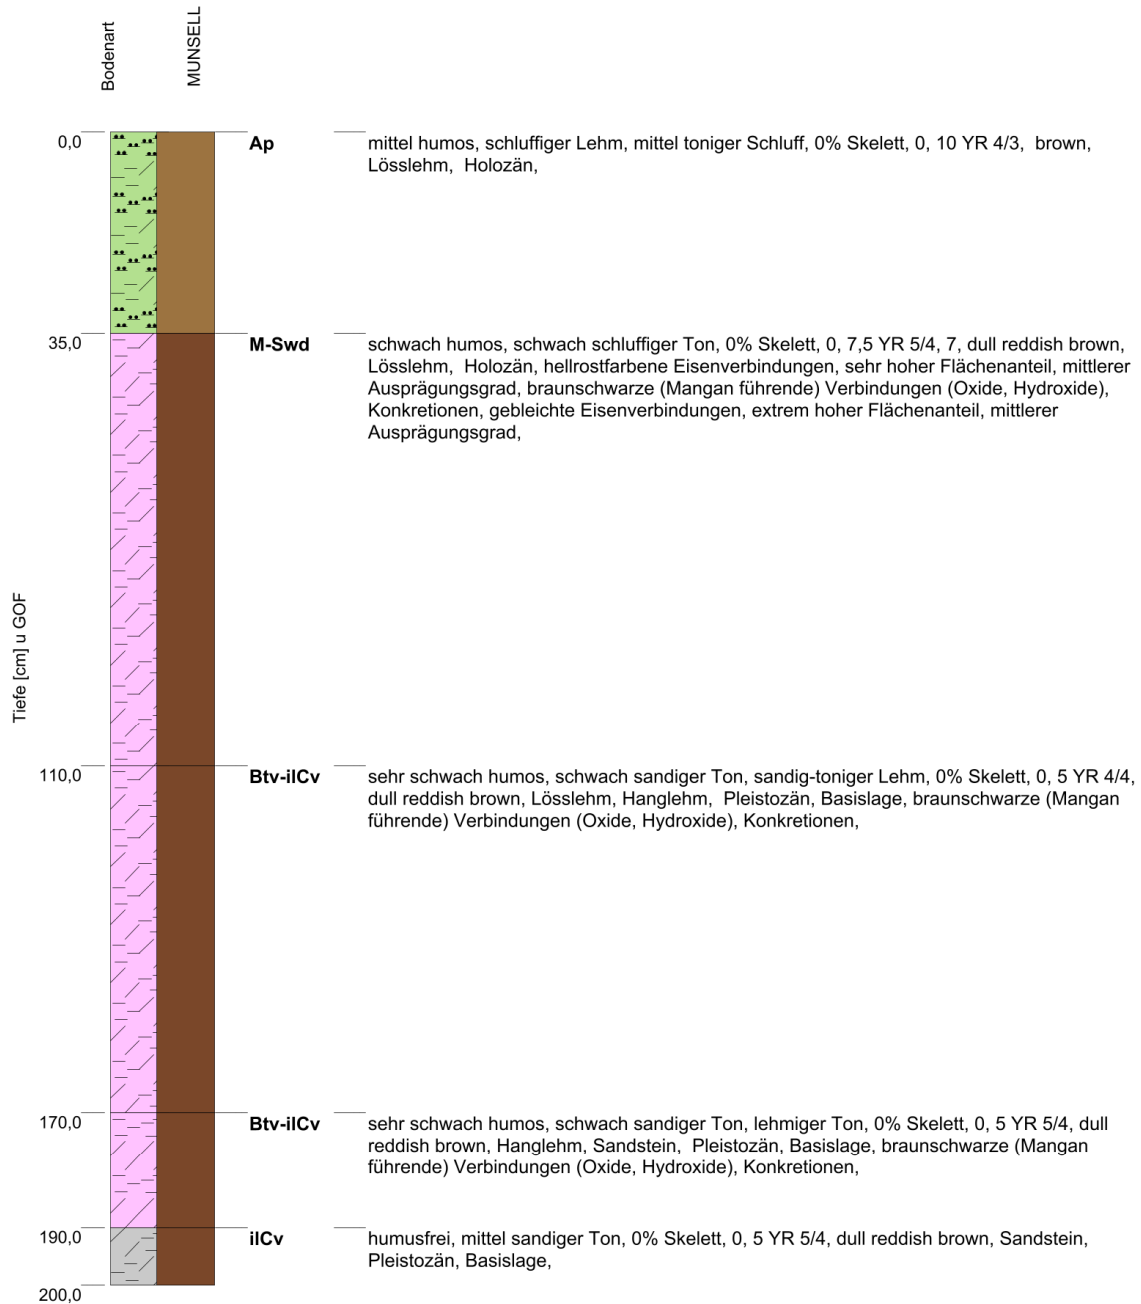 Bodenart
MUNSELL
Tiefe [cm] u GOF
0,0
Ap
mittel humos, schluffiger Lehm, mittel toniger Schluff, 0% Skelett, 0, 10 YR 4/3,  brown,
Lösslehm,  Holozän,
35,0
M-Swd
schwach humos, schwach schluffiger Ton, 0% Skelett, 0, 7,5 YR 5/4, 7, dull reddish brown,
Lösslehm,  Holozän, hellrostfarbene Eisenverbindungen, sehr hoher Flächenanteil, mittlerer
Ausprägungsgrad, braunschwarze (Mangan führende) Verbindungen (Oxide, Hydroxide),
Konkretionen, gebleichte Eisenverbindungen, extrem hoher Flächenanteil, mittlerer
Ausprägungsgrad,
110,0
Btv-ilCv
sehr schwach humos, schwach sandiger Ton, sandig-toniger Lehm, 0% Skelett, 0, 5 YR 4/4,
dull reddish brown, Lösslehm, Hanglehm,  Pleistozän, Basislage, braunschwarze (Mangan
führende) Verbindungen (Oxide, Hydroxide), Konkretionen,
170,0
Btv-ilCv
sehr schwach humos, schwach sandiger Ton, lehmiger Ton, 0% Skelett, 0, 5 YR 5/4, dull
reddish brown, Hanglehm, Sandstein,  Pleistozän, Basislage, braunschwarze (Mangan
führende) Verbindungen (Oxide, Hydroxide), Konkretionen,
190,0
ilCv
humusfrei, mittel sandiger Ton, 0% Skelett, 0, 5 YR 5/4, dull reddish brown, Sandstein,
Pleistozän, Basislage,
200,0